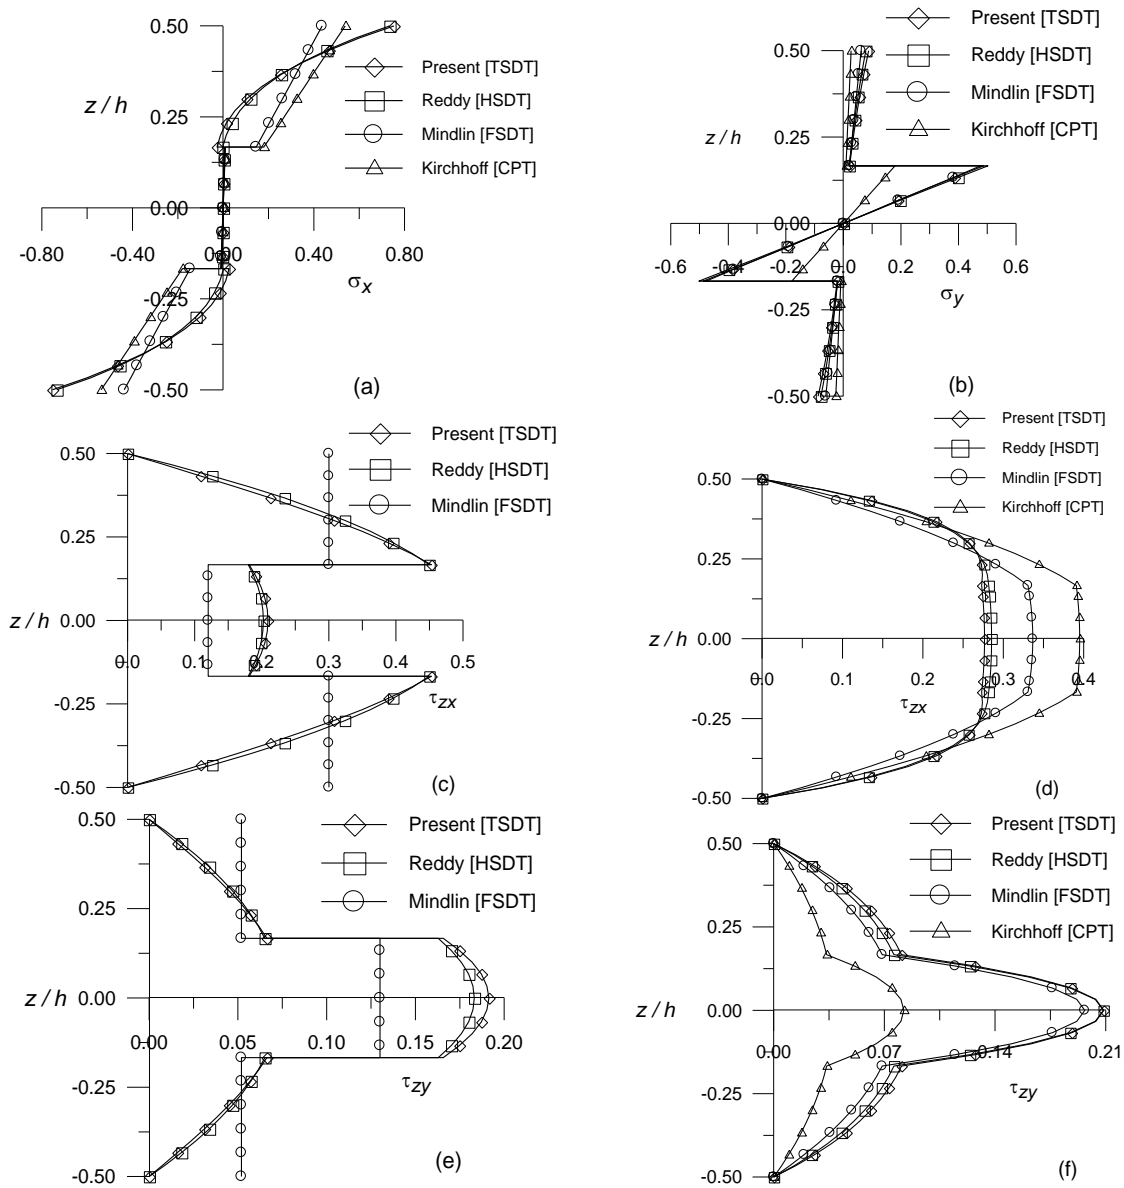 0.50
0.25
0.00
-0.25
-0.50
z / h
-0.80
-0.40
0.00
0.40
0.80
σx
Present [TSDT]
Reddy [HSDT]
Mindlin [FSDT]
Kirchhoff [CPT]
(a)
0.50
0.25
0.00
-0.25
-0.50
z / h
-0.6
-0.4
-0.2
0.0
0.2
0.4
0.6
σy
Present [TSDT]
Reddy [HSDT]
Mindlin [FSDT]
Kirchhoff [CPT]
(b)
0.50
0.25
0.00
-0.25
-0.50
z / h
0.0
0.1
0.2
0.3
0.4
0.5
τzx
Present [TSDT]
Reddy [HSDT]
Mindlin [FSDT]
(c)
0.50
0.25
0.00
-0.25
-0.50
z / h
0.0
0.1
0.2
0.3
0.4
τzx
Present [TSDT]
Reddy [HSDT]
Mindlin [FSDT]
Kirchhoff [CPT]
(d)
0.50
0.25
0.00
-0.25
-0.50
z / h
0.00
0.05
0.10
0.15
0.20
τzy
Present [TSDT]
Reddy [HSDT]
Mindlin [FSDT]
(e)
0.50
0.25
0.00
-0.25
-0.50
z / h
0.00
0.07
0.14
0.21
τzy
Present [TSDT]
Reddy [HSDT]
Mindlin [FSDT]
Kirchhoff [CPT]
(f)